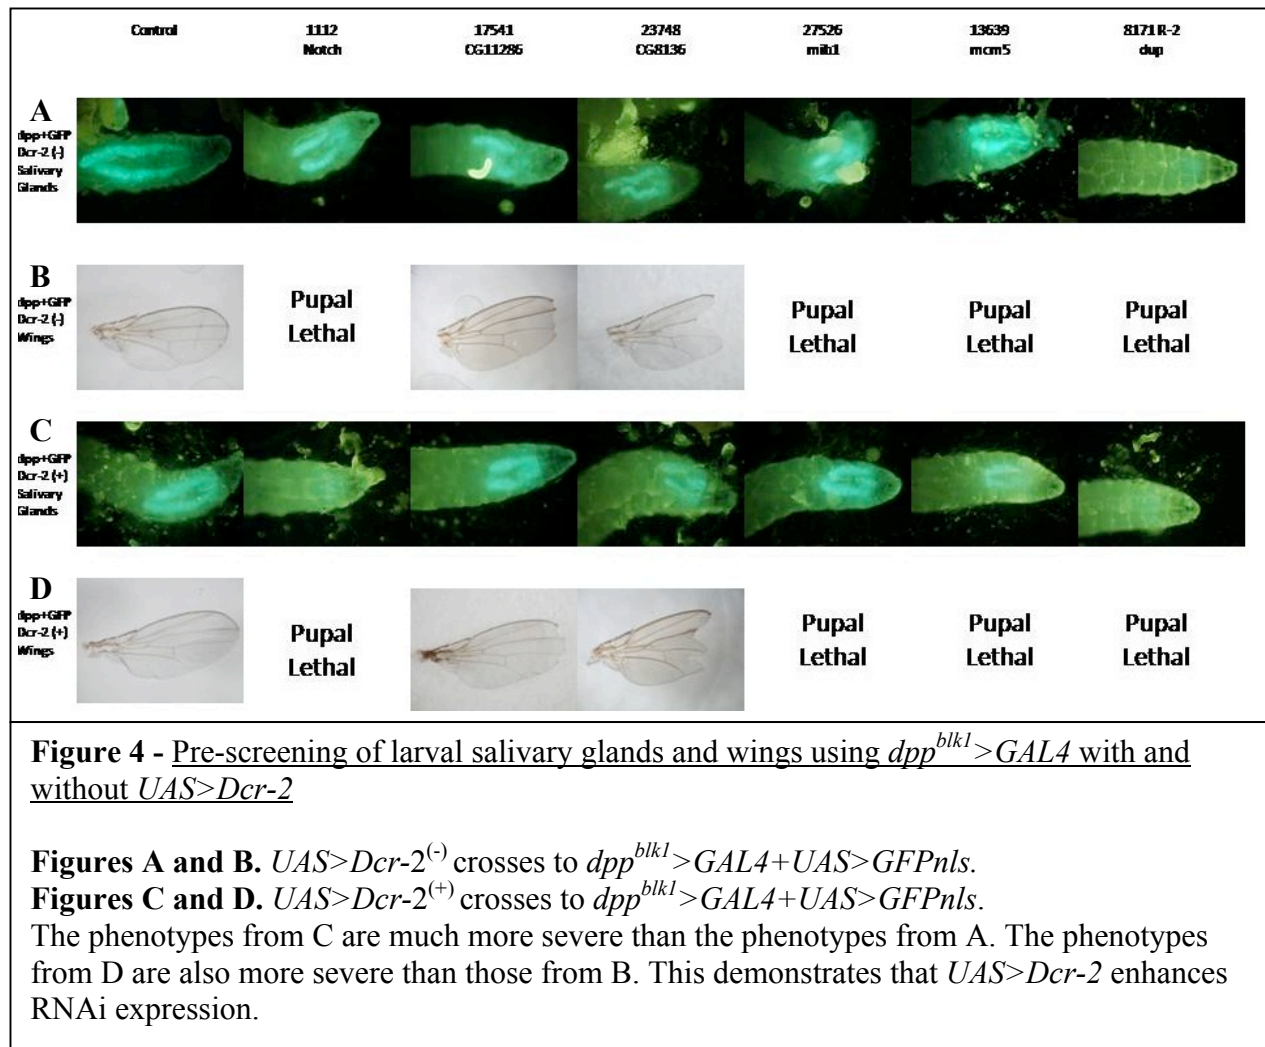 Control 1112 17541 23748 27526 13639 8171 R-2
Notch CG11286 CG8136 mib1 mcm5 dup
A
dpp+GFP
Dcr-2 (-)
Salivary
Glands
B
dpp+GFP
Dcr-2 (-)
Wings
Pupal
Lethal
Pupal
Lethal
Pupal
Lethal
Pupal
Lethal
C
dpp+GFP
Dcr-2 (+)
Salivary
Glands
D
dpp+GFP
Dcr-2 (+)
Wings
Pupal
Lethal
Pupal
Lethal
Pupal
Lethal
Pupal
Lethal
Figure 4 - Pre-screening of larval salivary glands and wings using dpp^blk1>GAL4 with and
without UAS>Dcr-2
Figures A and B. UAS>Dcr-2^(-) crosses to dpp^blk1>GAL4+UAS>GFPnls.
Figures C and D. UAS>Dcr-2^(+) crosses to dpp^blk1>GAL4+UAS>GFPnls.
The phenotypes from C are much more severe than the phenotypes from A. The phenotypes
from D are also more severe than those from B. This demonstrates that UAS>Dcr-2 enhances
RNAi expression.